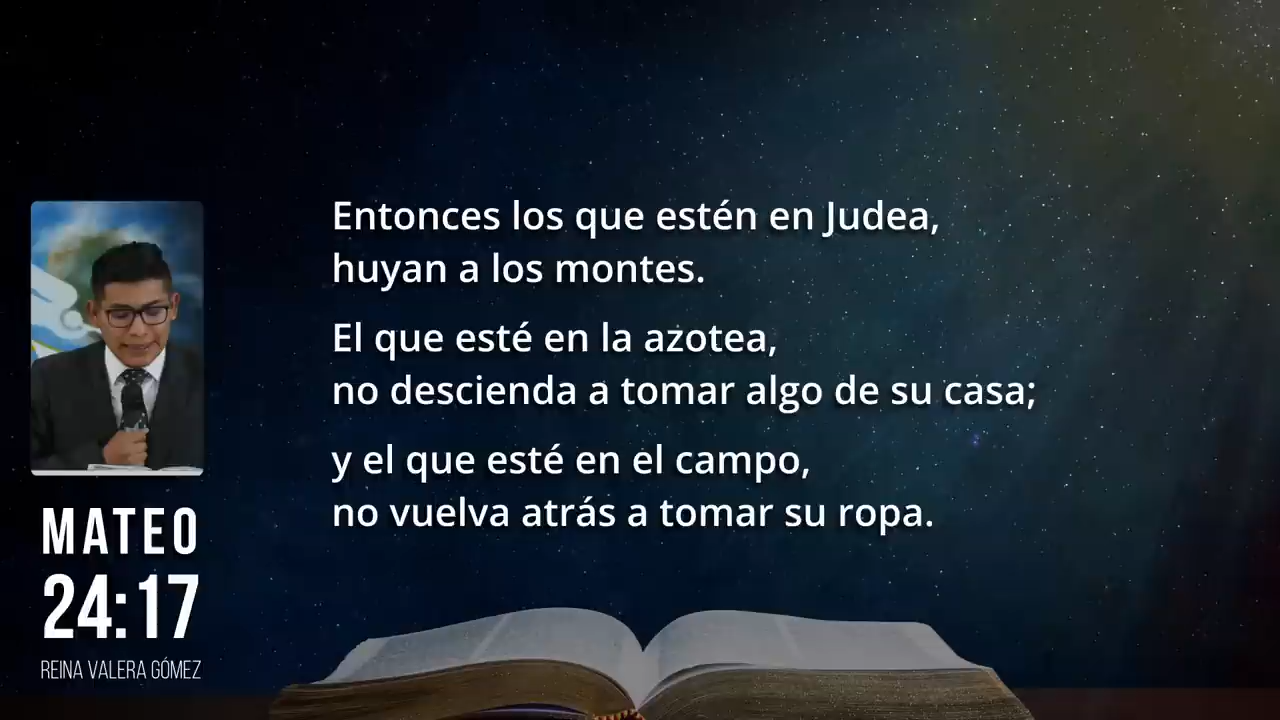 Entonces los que estén en Judea,
huyan a los montes.
El que esté en la azotea,
no descienda a tomar algo de su casa;
y el que esté en el campo,
no vuelva atrás a tomar su ropa.
MATEO
24:17
REINA VALERA GÓMEZ